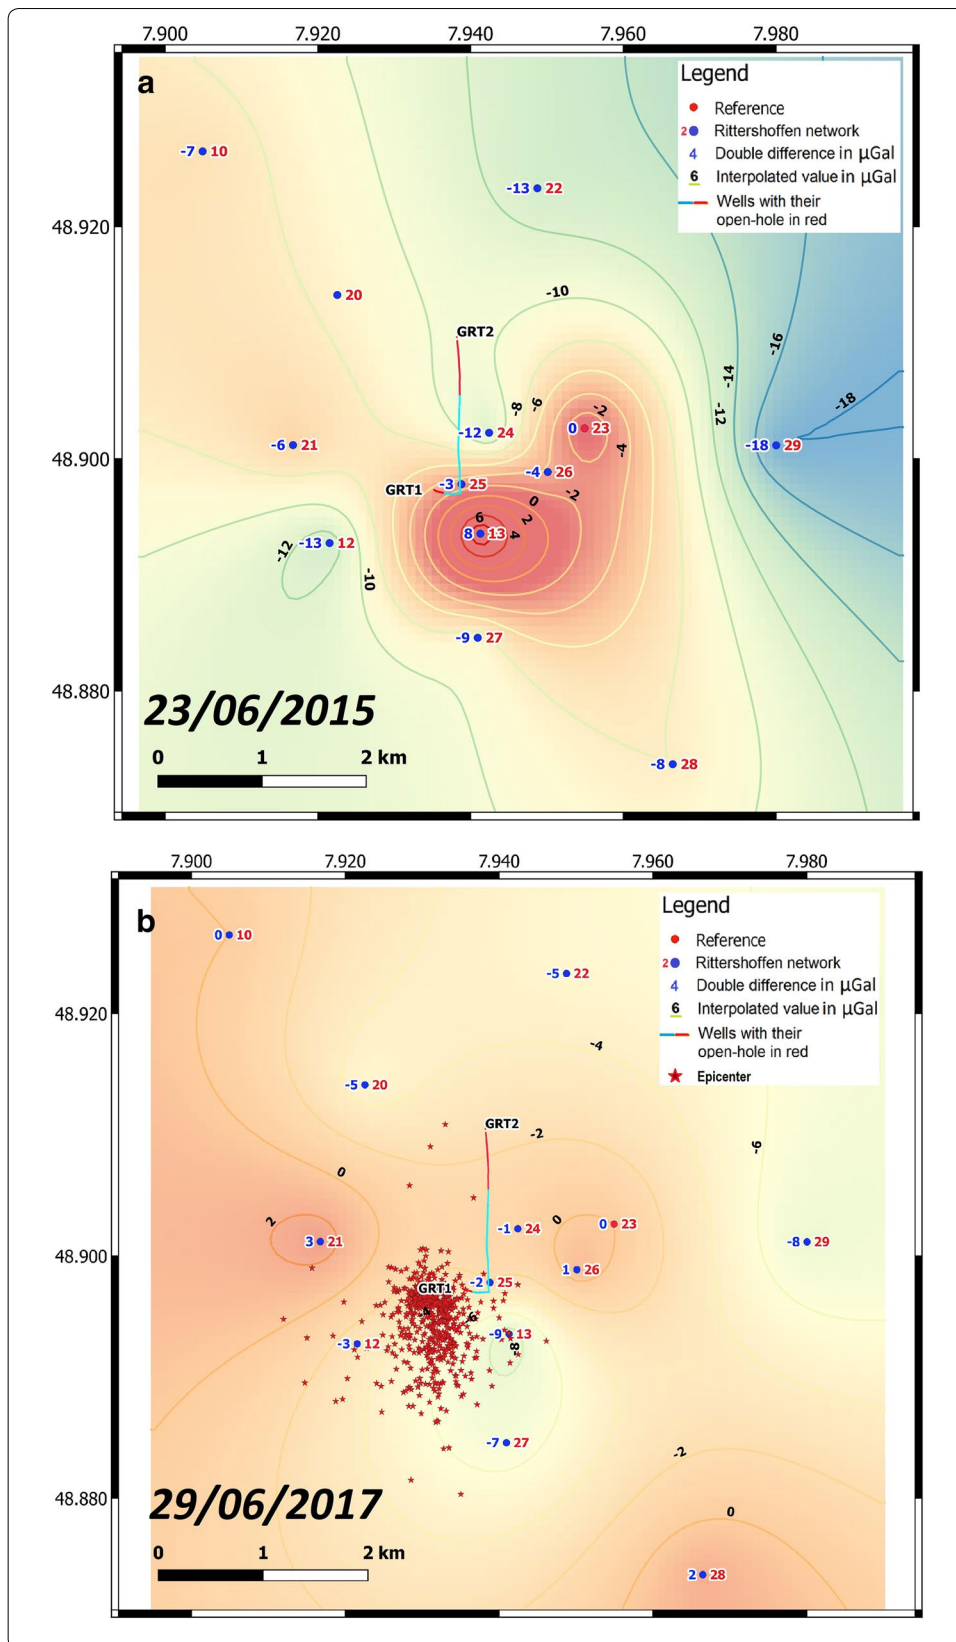 7.900 7.920 7.940 7.960 7.980
a
Legend
Reference
2 Rittershoffen network
4 Double difference in μGal
6 Interpolated value in μGal
Wells with their
open-hole in red
-7 10
-13 22
48.920
20
-10
GRT2
-16
-14
-18
-8 -6 -2
-12
-12 24
0 23
-4
-6 21
-18 29
48.900
-4 26
GRT1
-3 25
-2
0
6 2
8 13 4
-12
-13 12
-10
-9 27
48.880
23/06/2015
-8 28
0 1 2 km
7.900 7.920 7.940 7.960 7.980
b
Legend
Reference
2 Rittershoffen network
4 Double difference in μGal
6 Interpolated value in μGal
Wells with their
open-hole in red
Epicenter
0 10
-5 22
48.920
-4
-5 20
GRT2
-2
-6
0
2
0
0 23
-1 24
3 21
-8 29
48.900
1 26
-2 25
GRT1
-6
-9 13
-3 12
-8
-7 27
-2
48.880
29/06/2017
0
0 1 2 km
2 28